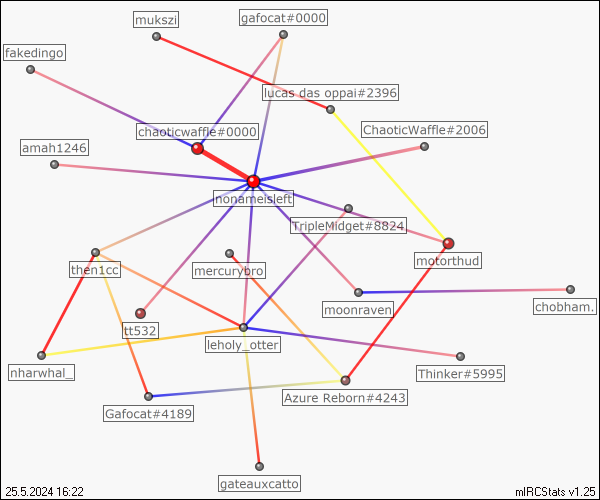 mukszi
gafocat#0000
fakedingo
lucas das oppai#2396
chaoticwaffle#0000
ChaoticWaffle#2006
amah1246
nonameisleft
TripleMidget#8824
then1cc
mercurybro
motorthud
moonraven
chobham.
tt532
leholy_otter
nharwhal_
Thinker#5995
Azure Reborn#4243
Gafocat#4189
gateauxcatto
25.5.2024 16:22
mIRCStats v1.25